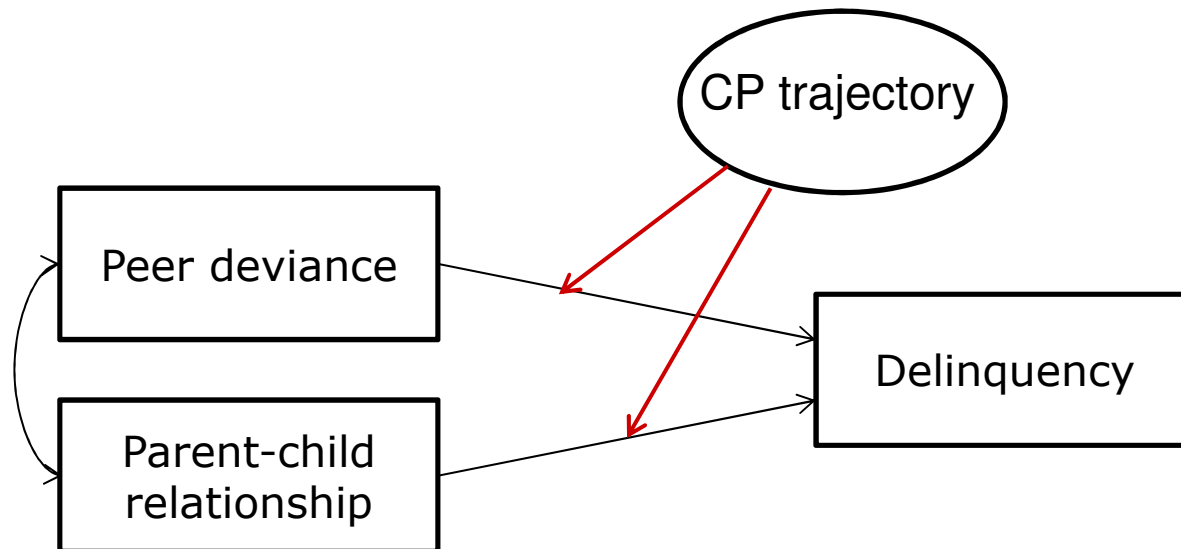 CP trajectory
Peer deviance
Delinquency
Parent-child
relationship